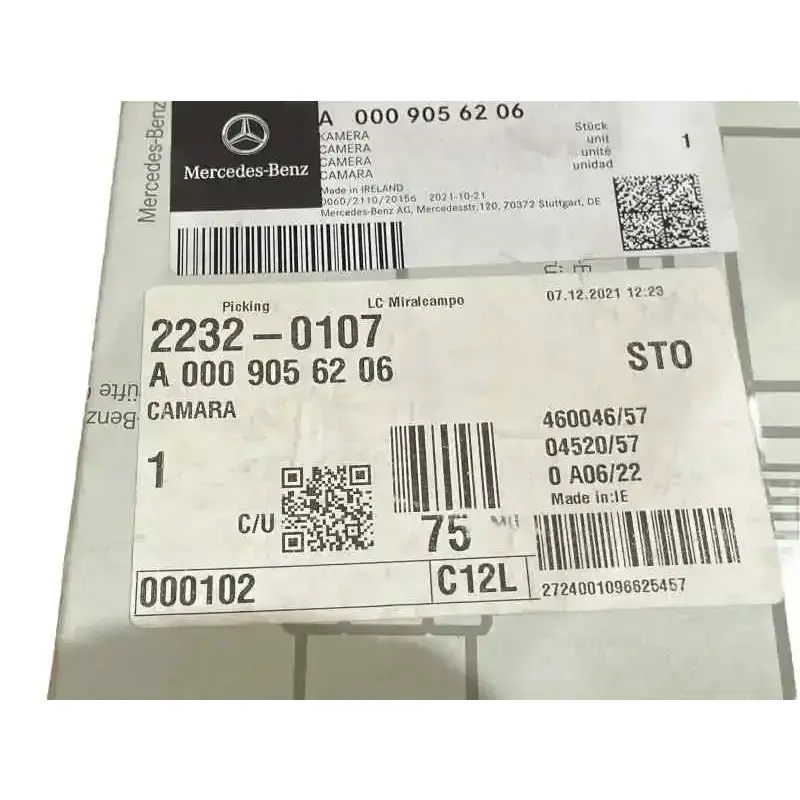 Mercedes-Benz
Mercedes-Benz
A 000 905 62 06
KAMERA
CAMERA
CAMERA
CAMARA
Stück
unit
unité
unidad
1
Made in IRELAND
0060/2110/20156 2021-10-21
Mercedes-Benz AG, Mercedesstr.120, 70372 Stuttgart, DE
Picking
LC Miralcampo
07.12.2021 12:23
2232-0107
STO
A 000 905 62 06
CAMARA
460046/57
04520/57
1
0 A06/22
Made in:IE
C/U
75
000102
C12L
2724001096625457
üfte
Benz